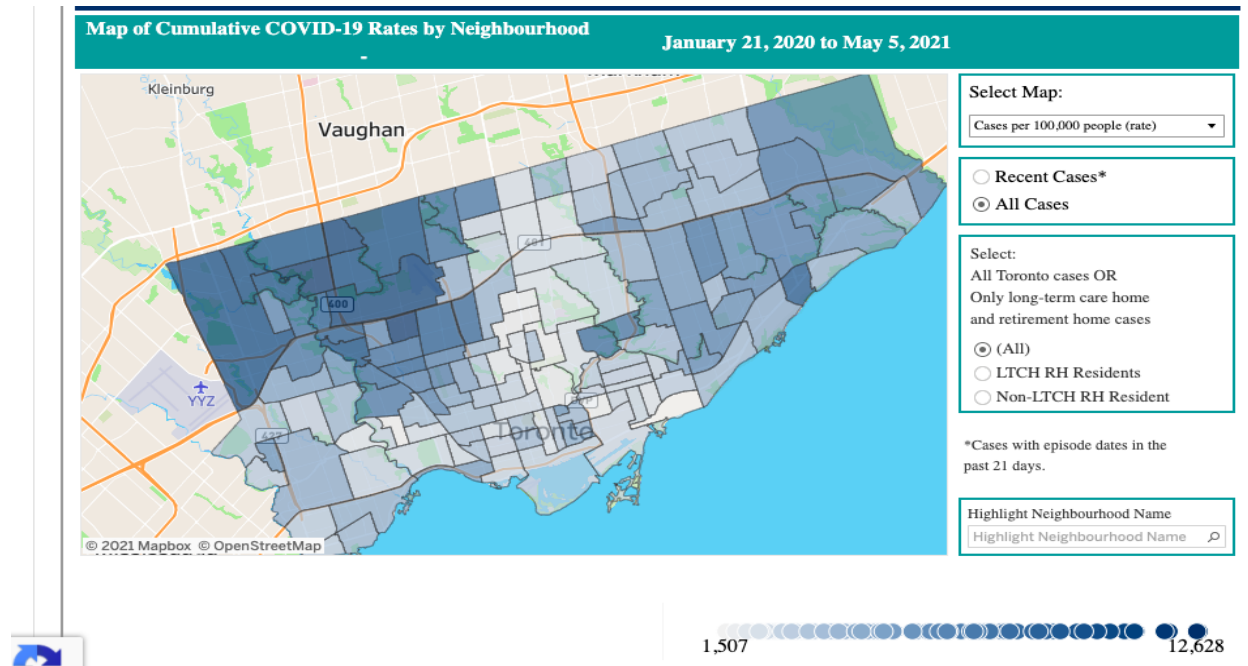 Map of Cumulative COVID-19 Rates by Neighbourhood
-
January 21, 2020 to May 5, 2021
Kleinburg
Vaughan
401
400
YYZ
427
Toronto
© 2021 Mapbox © OpenStreetMap
Select Map:
Cases per 100,000 people (rate)
Recent Cases*
All Cases
Select:
All Toronto cases OR
Only long-term care home
and retirement home cases
(All)
LTCH RH Residents
Non-LTCH RH Resident
*Cases with episode dates in the
past 21 days.
Highlight Neighbourhood Name
Highlight Neighbourhood Name
1,507
12,628